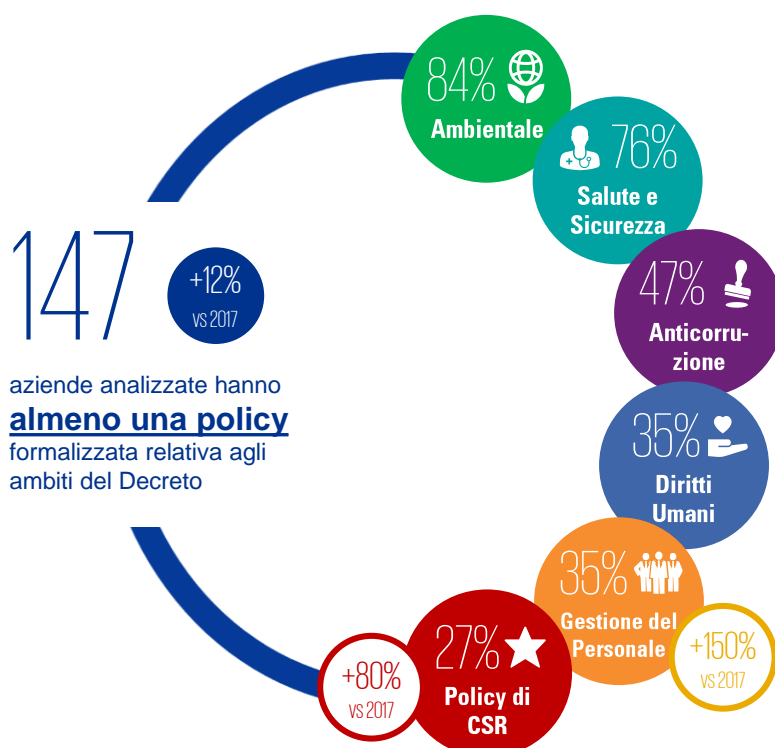 147
+12%
vs 2017
aziende analizzate hanno
almeno una policy
formalizzata relativa agli
ambiti del Decreto
84%
Ambientale
76%
Salute e
Sicurezza
47%
Anticorru-
zione
35%
Diritti
Umani
35%
Gestione del
Personale
+150%
vs 2017
27%
Policy di
CSR
+80%
vs 2017